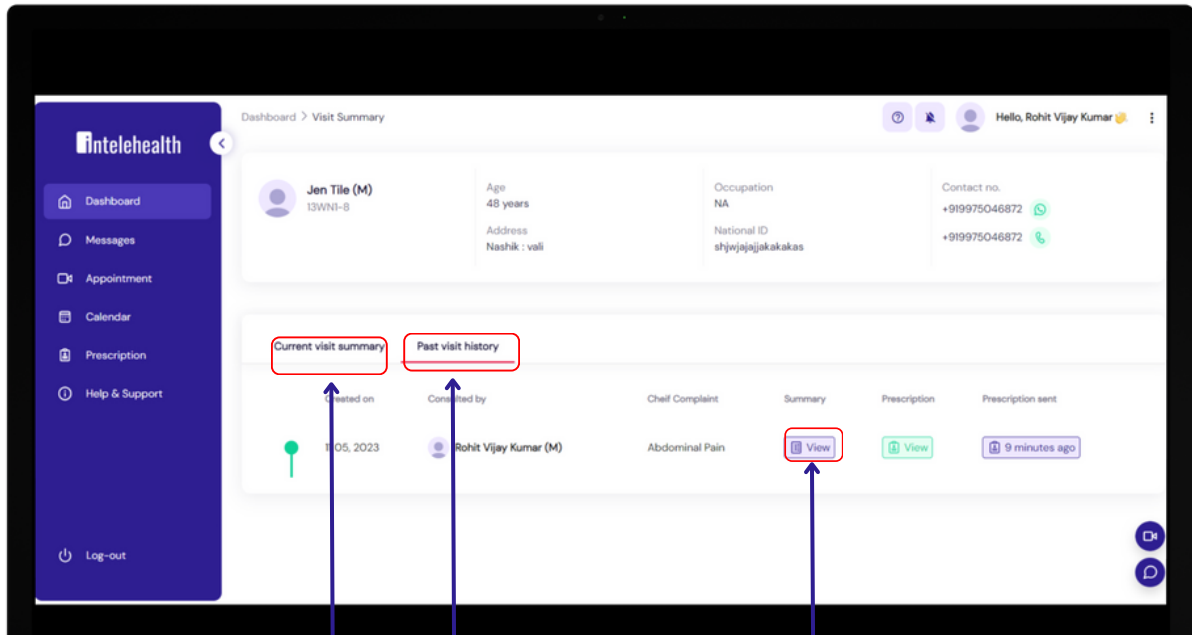 Dashboard > Visit Summary
Hello, Rohit Vijay Kumar👋
intelehealth
Dashboard
Messages
Appointment
Calendar
Prescription
Help & Support
Log-out
Jen Tile (M)
13WN1-8
Age
48 years
Address
Nashik : vali
Occupation
NA
National ID
shjwjajajjakakakas
Contact no.
+919975046872
+919975046872
Current visit summary Past visit history
Created on Consulted by Cheif Complaint Summary Prescription Prescription sent
05, 2023 Rohit Vijay Kumar (M) Abdominal Pain View View 9 minutes ago